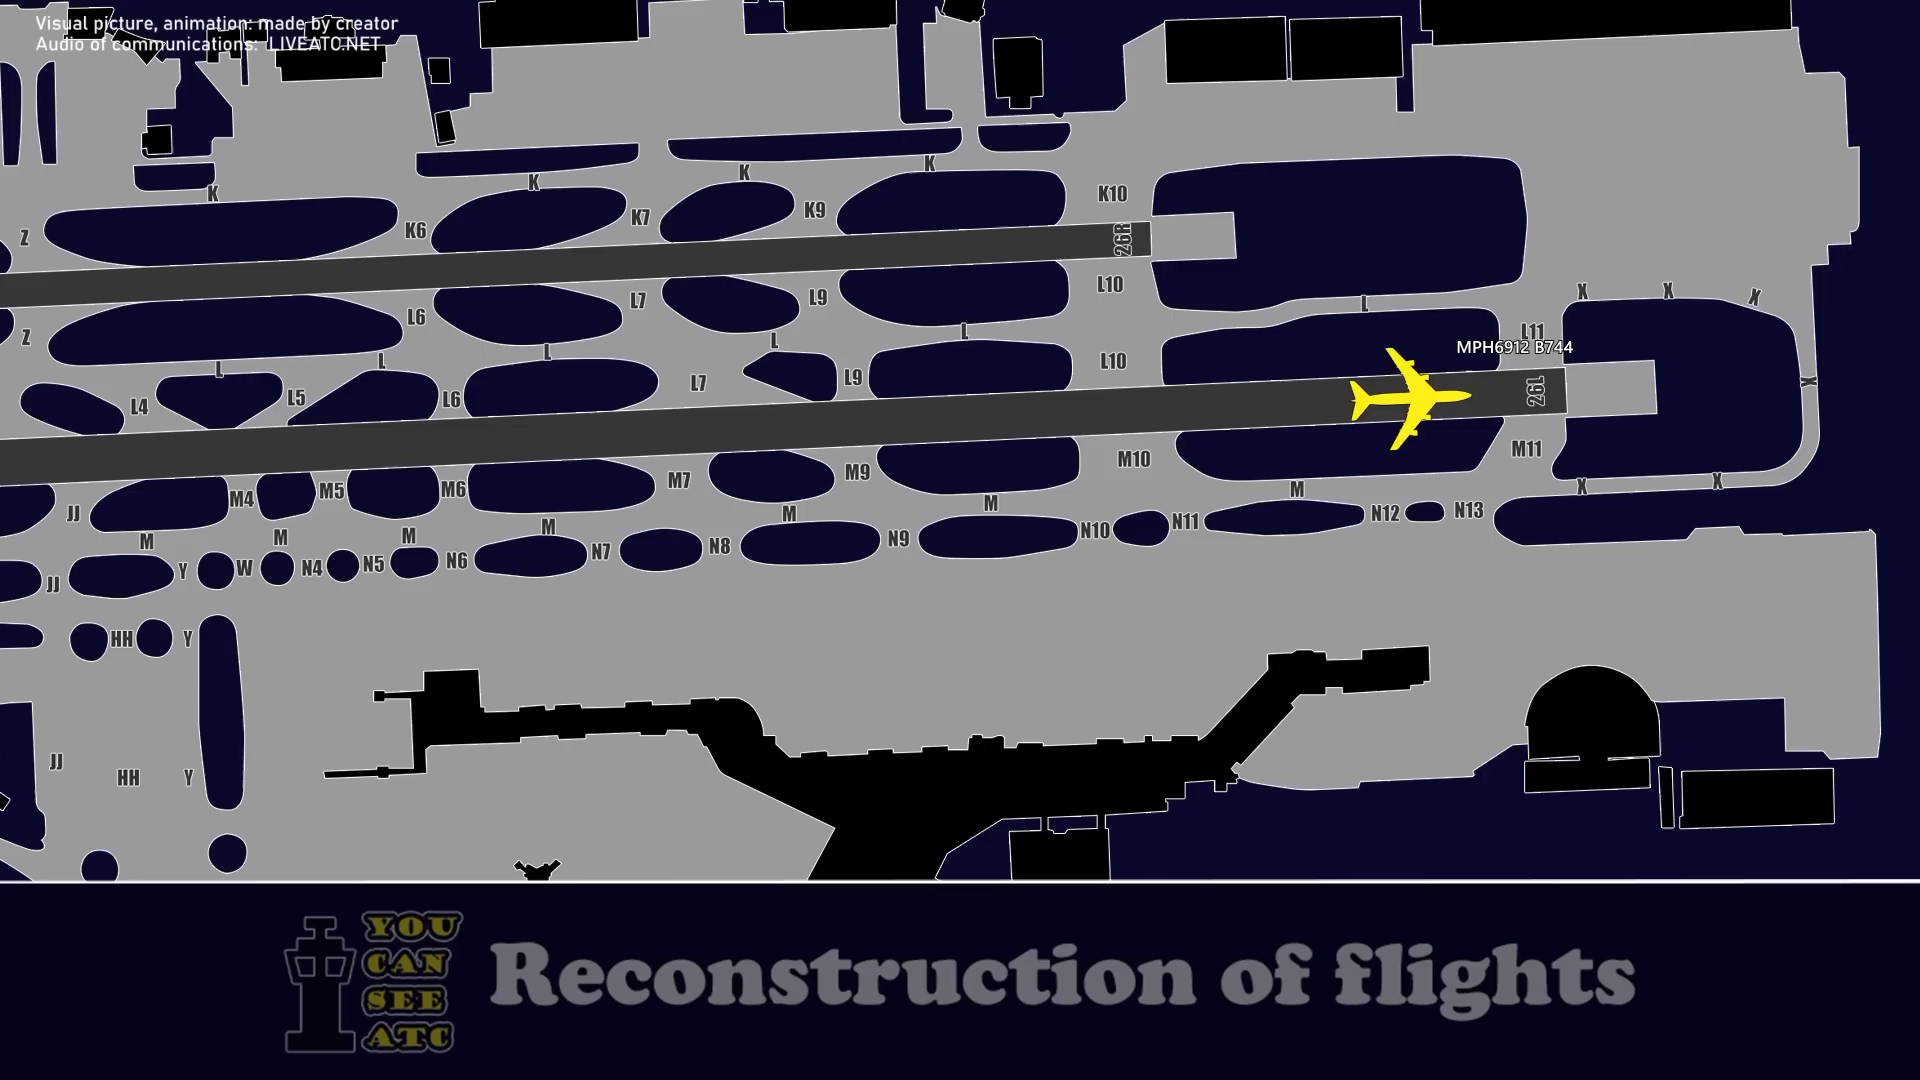 Visual picture, animation: made by creator
Audio of communications: LIVEATC.NET
K
K
K
K
K10
Z
K6
K7
K9
26R
L10
L6
L7
L9
L
X
X
X
Z
L
L
L
L
L
L11
MPH6912 B744
L10
L4
L5
L6
L7
L9
26L
X
M4
M5
M6
M7
M9
M10
M11
JJ
M
M
M
M
M
M
M
X
X
JJ
Y
W
N4
N5
N6
N7
N8
N9
N10
N11
N12
N13
HH
Y
JJ
HH
Y
YOU
CAN
SEE
ATC
Reconstruction of flights